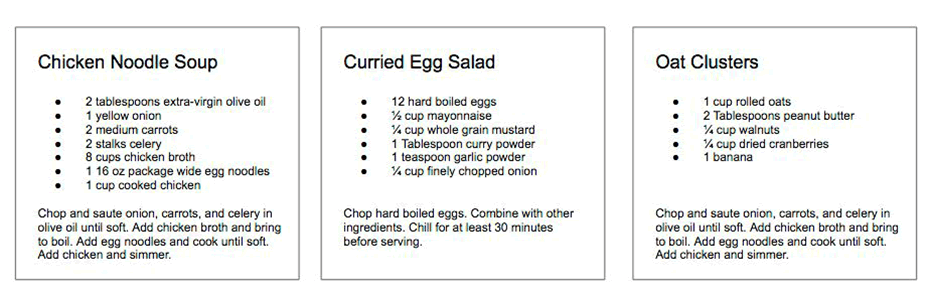 Chicken Noodle Soup
● 2 tablespoons extra-virgin olive oil
● 1 yellow onion
● 2 medium carrots
● 2 stalks celery
● 8 cups chicken broth
● 1 16 oz package wide egg noodles
● 1 cup cooked chicken
Chop and saute onion, carrots, and celery in
olive oil until soft. Add chicken broth and bring
to boil. Add egg noodles and cook until soft.
Add chicken and simmer.
Curried Egg Salad
● 12 hard boiled eggs
● ½ cup mayonnaise
● ¼ cup whole grain mustard
● 1 Tablespoon curry powder
● 1 teaspoon garlic powder
● ¼ cup finely chopped onion
Chop hard boiled eggs. Combine with other
ingredients. Chill for at least 30 minutes
before serving.
Oat Clusters
● 1 cup rolled oats
● 2 Tablespoons peanut butter
● ¼ cup walnuts
● ¼ cup dried cranberries
● 1 banana
Chop and saute onion, carrots, and celery in
olive oil until soft. Add chicken broth and bring
to boil. Add egg noodles and cook until soft.
Add chicken and simmer.